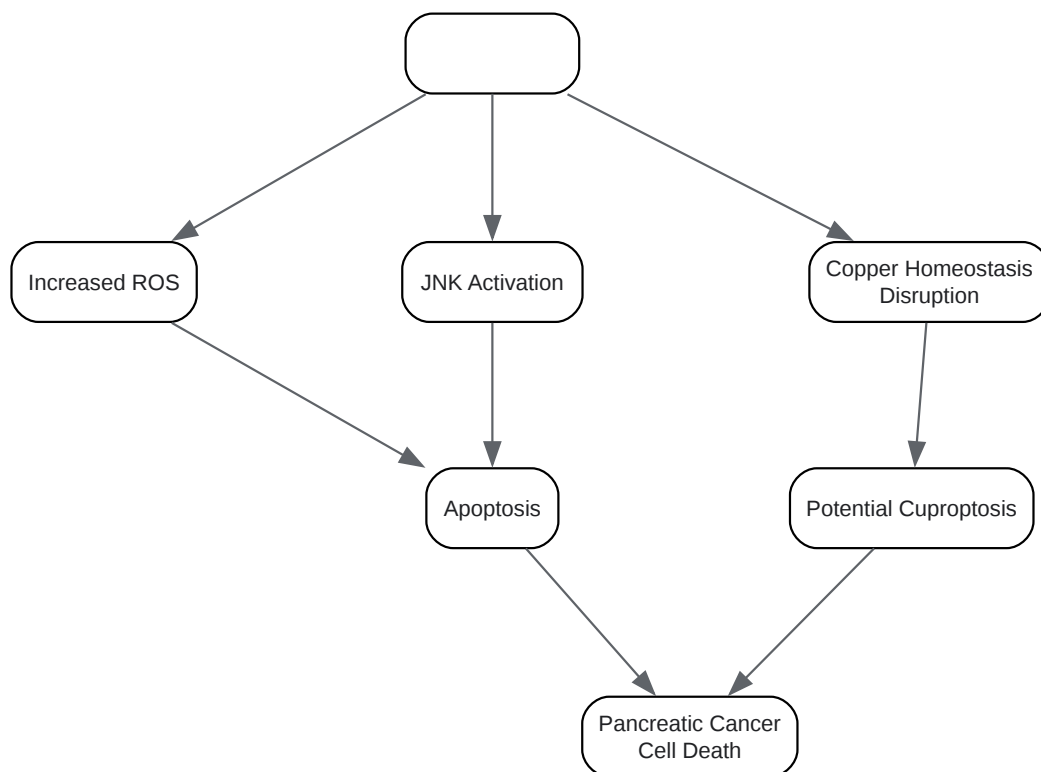 Increased ROS
JNK Activation
Copper Homeostasis
Disruption
Apoptosis
Potential Cuproptosis
Pancreatic Cancer
Cell Death